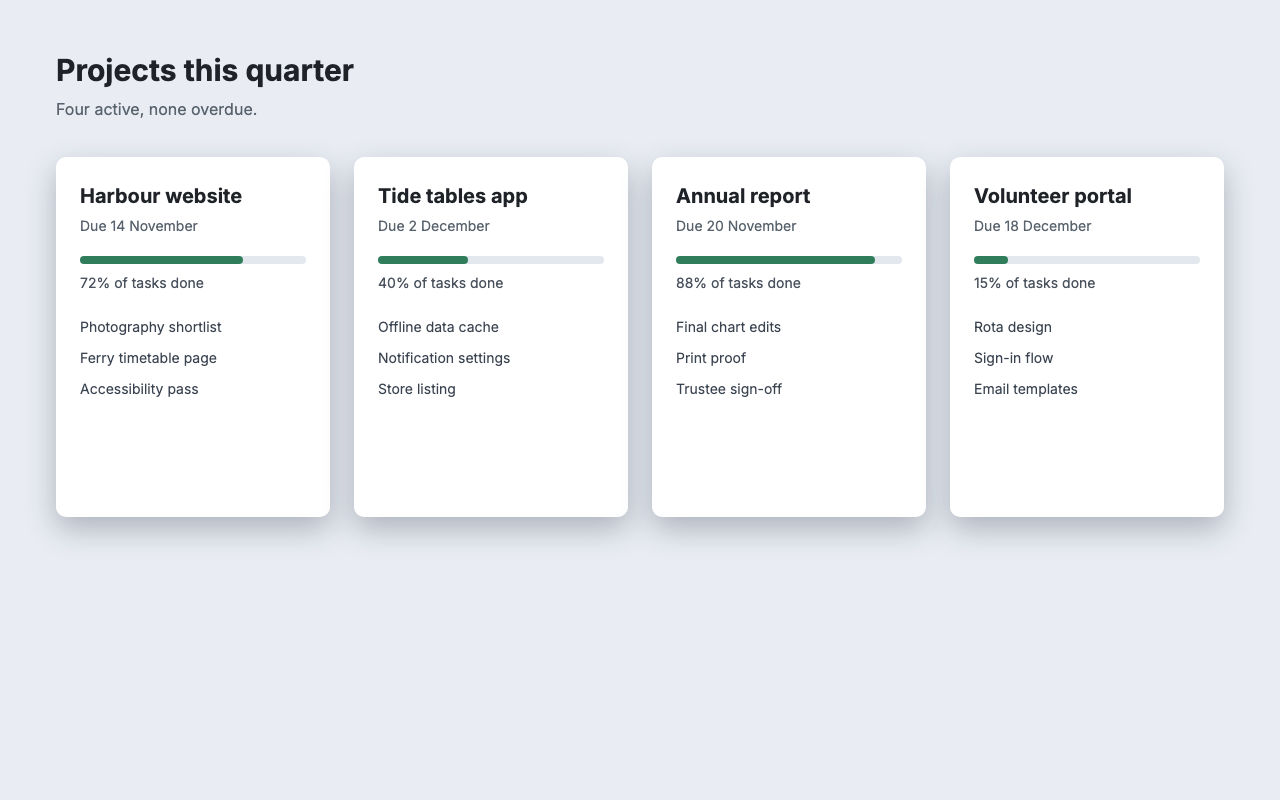 Projects this quarter
Four active, none overdue.
Harbour website
Due 14 November
72% of tasks done
Photography shortlist
Ferry timetable page
Accessibility pass
Tide tables app
Due 2 December
40% of tasks done
Offline data cache
Notification settings
Store listing
Annual report
Due 20 November
88% of tasks done
Final chart edits
Print proof
Trustee sign-off
Volunteer portal
Due 18 December
15% of tasks done
Rota design
Sign-in flow
Email templates